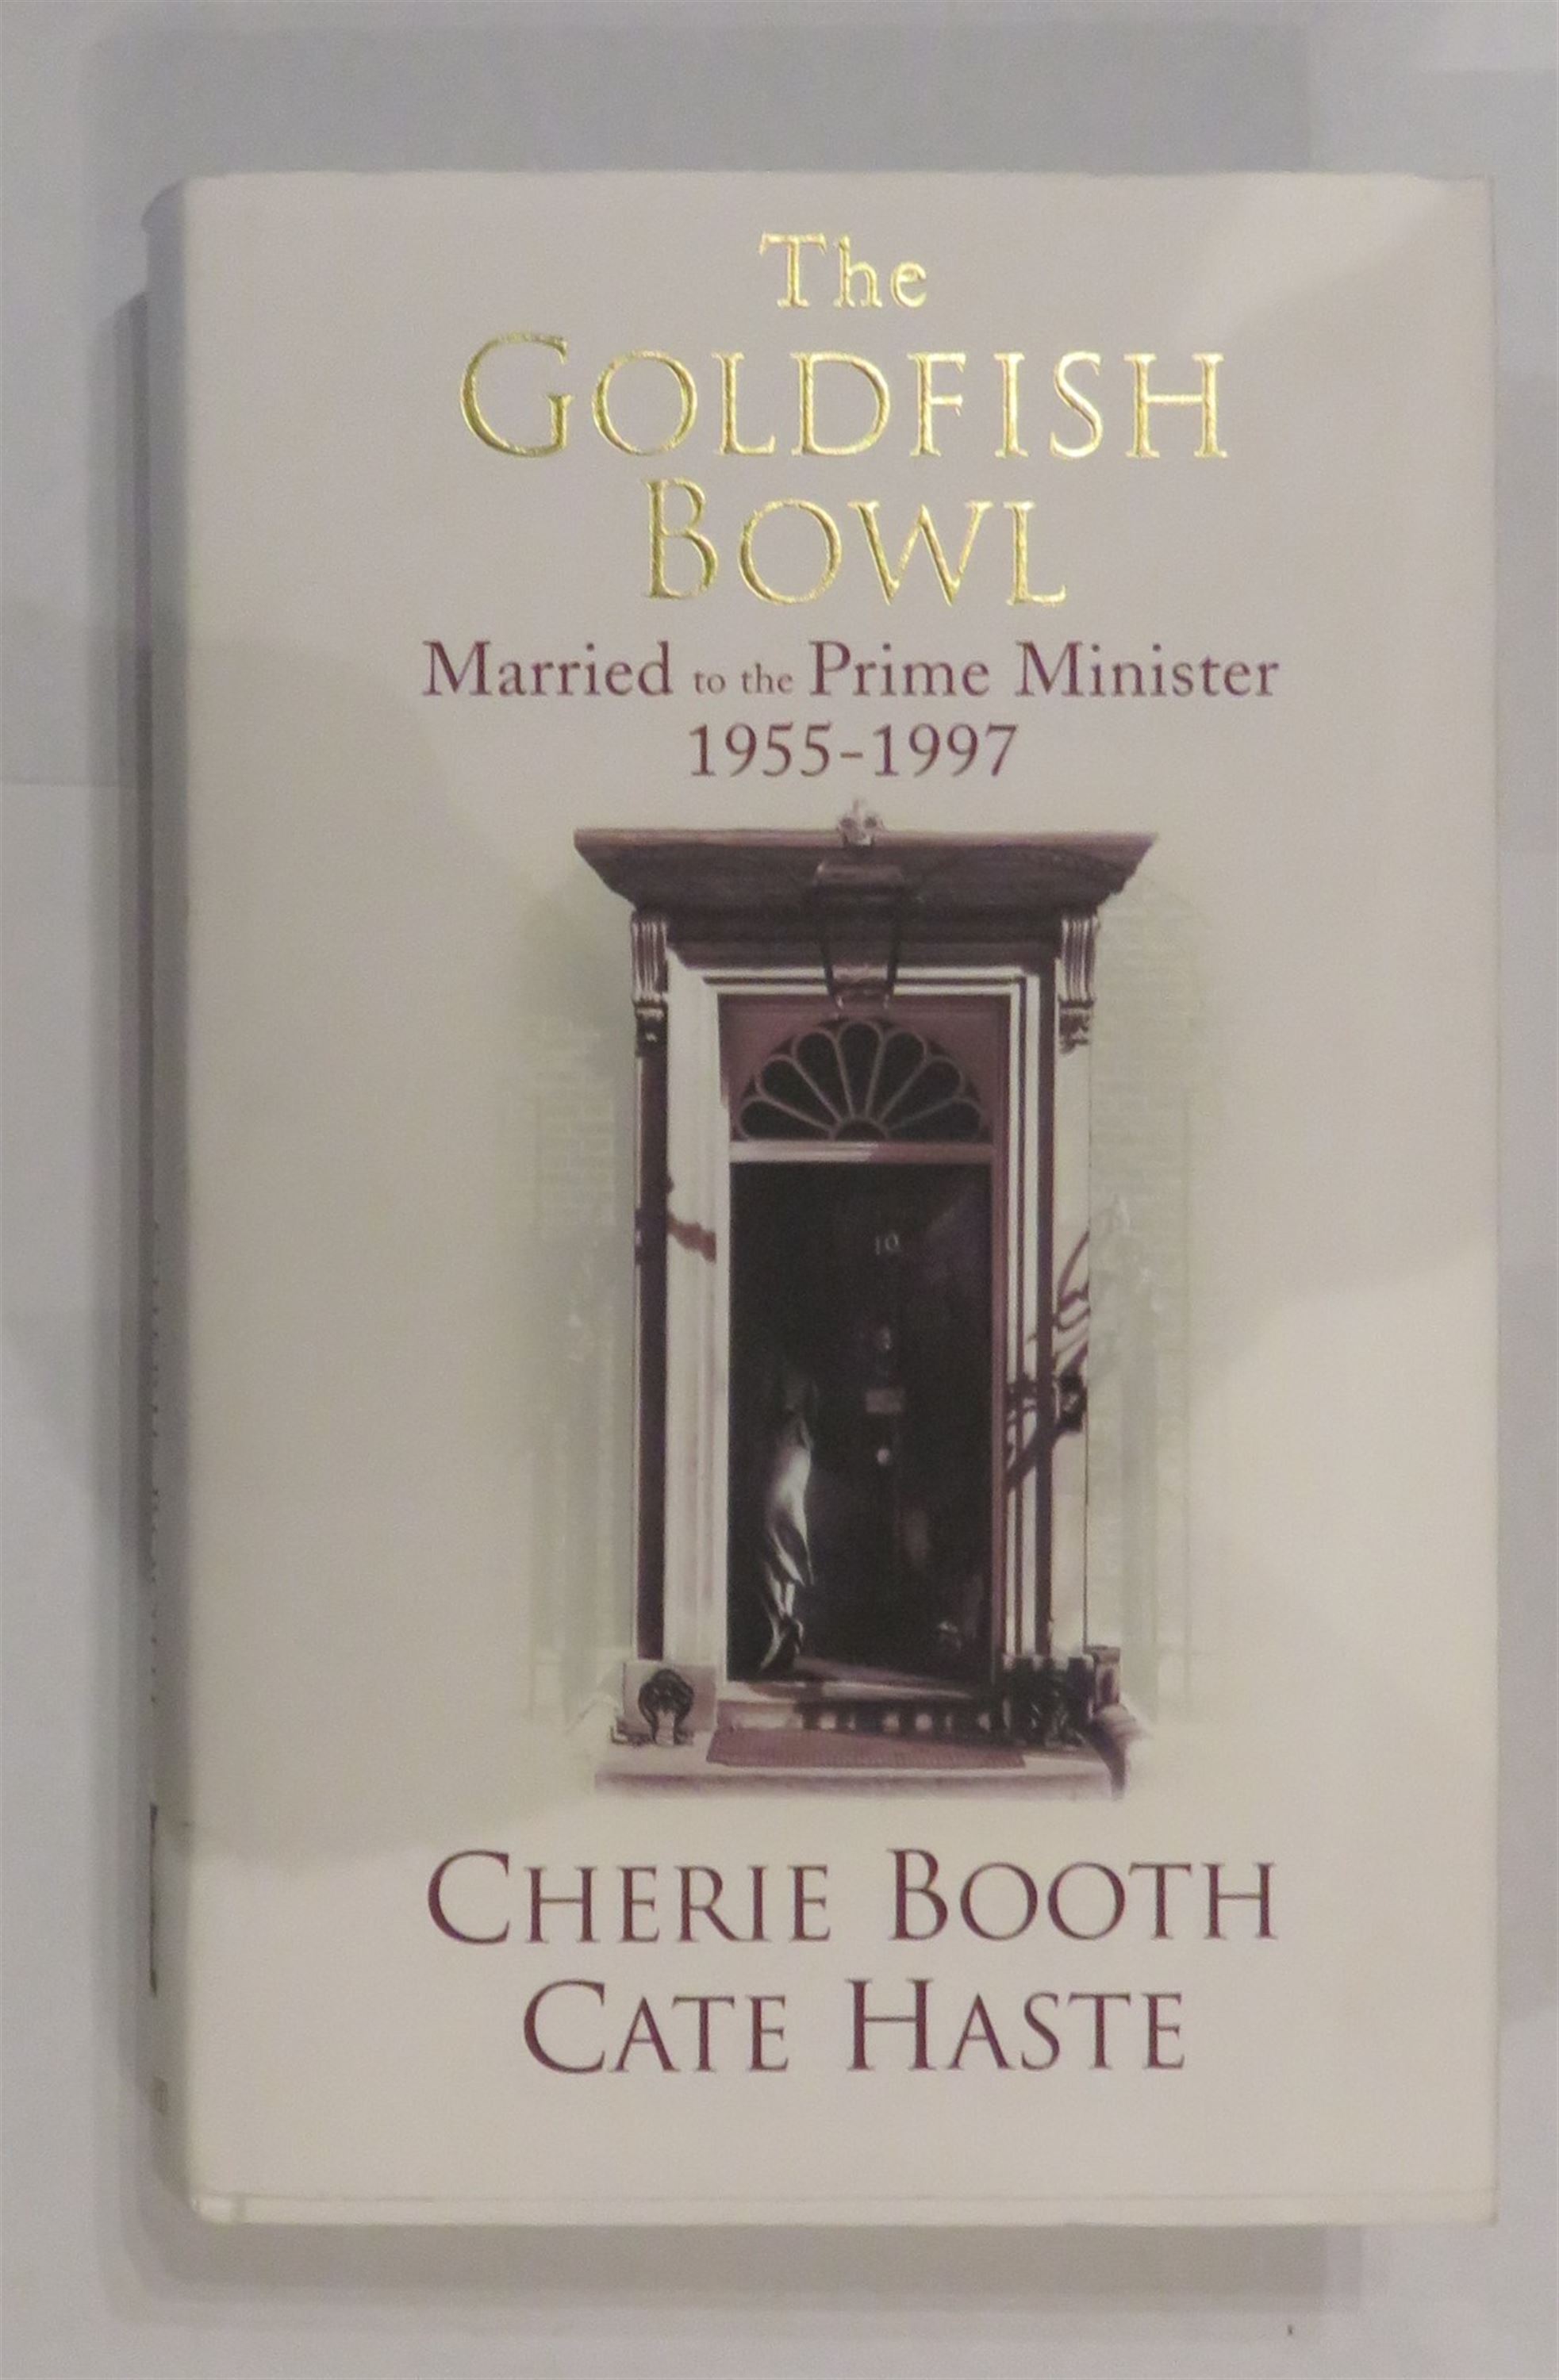 The
GOLDFISH
BOWL
Married to the Prime Minister
1955-1997
10
CHERIE BOOTH
CATE HASTE